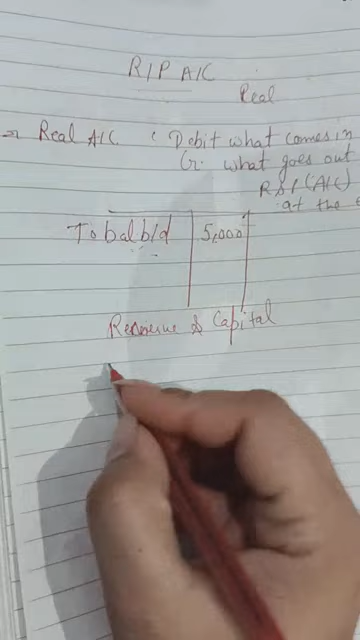 R/P A/C
Real
→ Real A/C ( Debit what comes in
Cr. what goes out
R&P (A/C)
at the
To bal b/d 5,000
Revenue & Capital